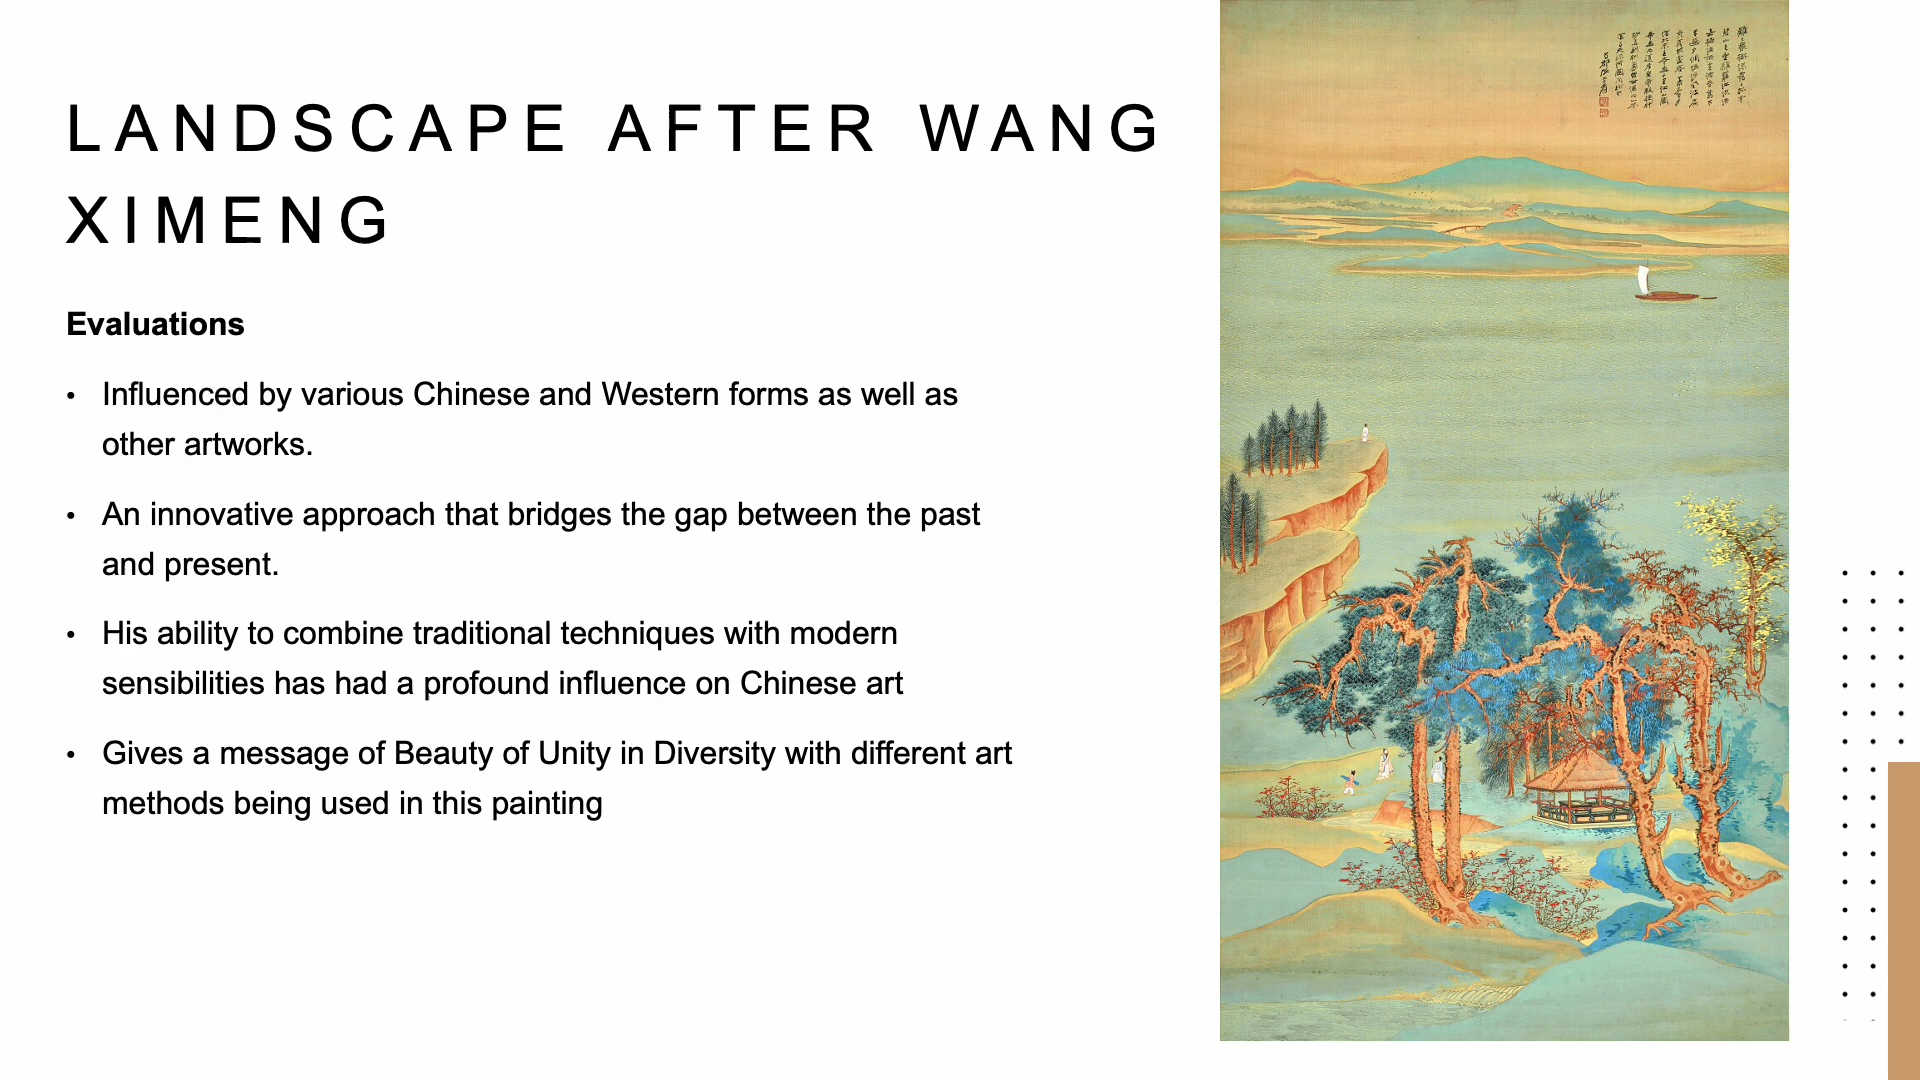 LANDSCAPE AFTER WANG
XIMENG
Evaluations
• Influenced by various Chinese and Western forms as well as
other artworks.
• An innovative approach that bridges the gap between the past
and present.
• His ability to combine traditional techniques with modern
sensibilities has had a profound influence on Chinese art
• Gives a message of Beauty of Unity in Diversity with different art
methods being used in this painting